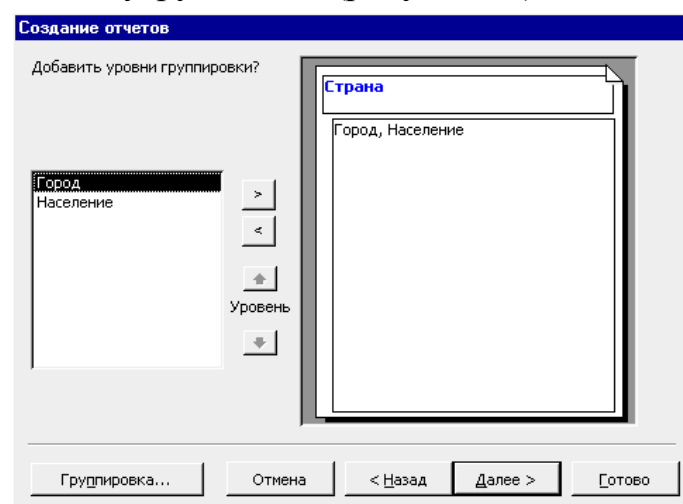 Создание отчетов
Добавить уровни группировки?
Страна
Город, Население
Город
Население
>
<
Уровень
Группировка...
Отмена
< Назад
Далее >
Готово